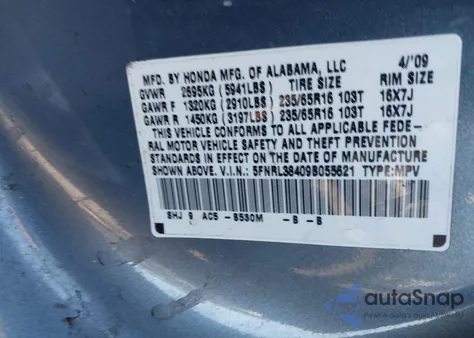 MFD. BY HONDA MFG. OF ALABAMA, LLC 4/'09
GVWR 2695KG (5941LBS) TIRE SIZE RIM SIZE
GAWR F 1320KG (2910LBS) 235/65R16 103T 16X7J
GAWR R 1450KG (3197LBS) 235/65R16 103T 16X7J
THIS VEHICLE CONFORMS TO ALL APPLICABLE FEDE-
RAL MOTOR VEHICLE SAFETY AND THEFT PREVENTION
STANDARDS IN EFFECT ON THE DATE OF MANUFACTURE
SHOWN ABOVE. V.I.N.: 5FNRL38409B055621 TYPE:MPV
SHJ 9 AC5 -B530M -B -B
autoSnap